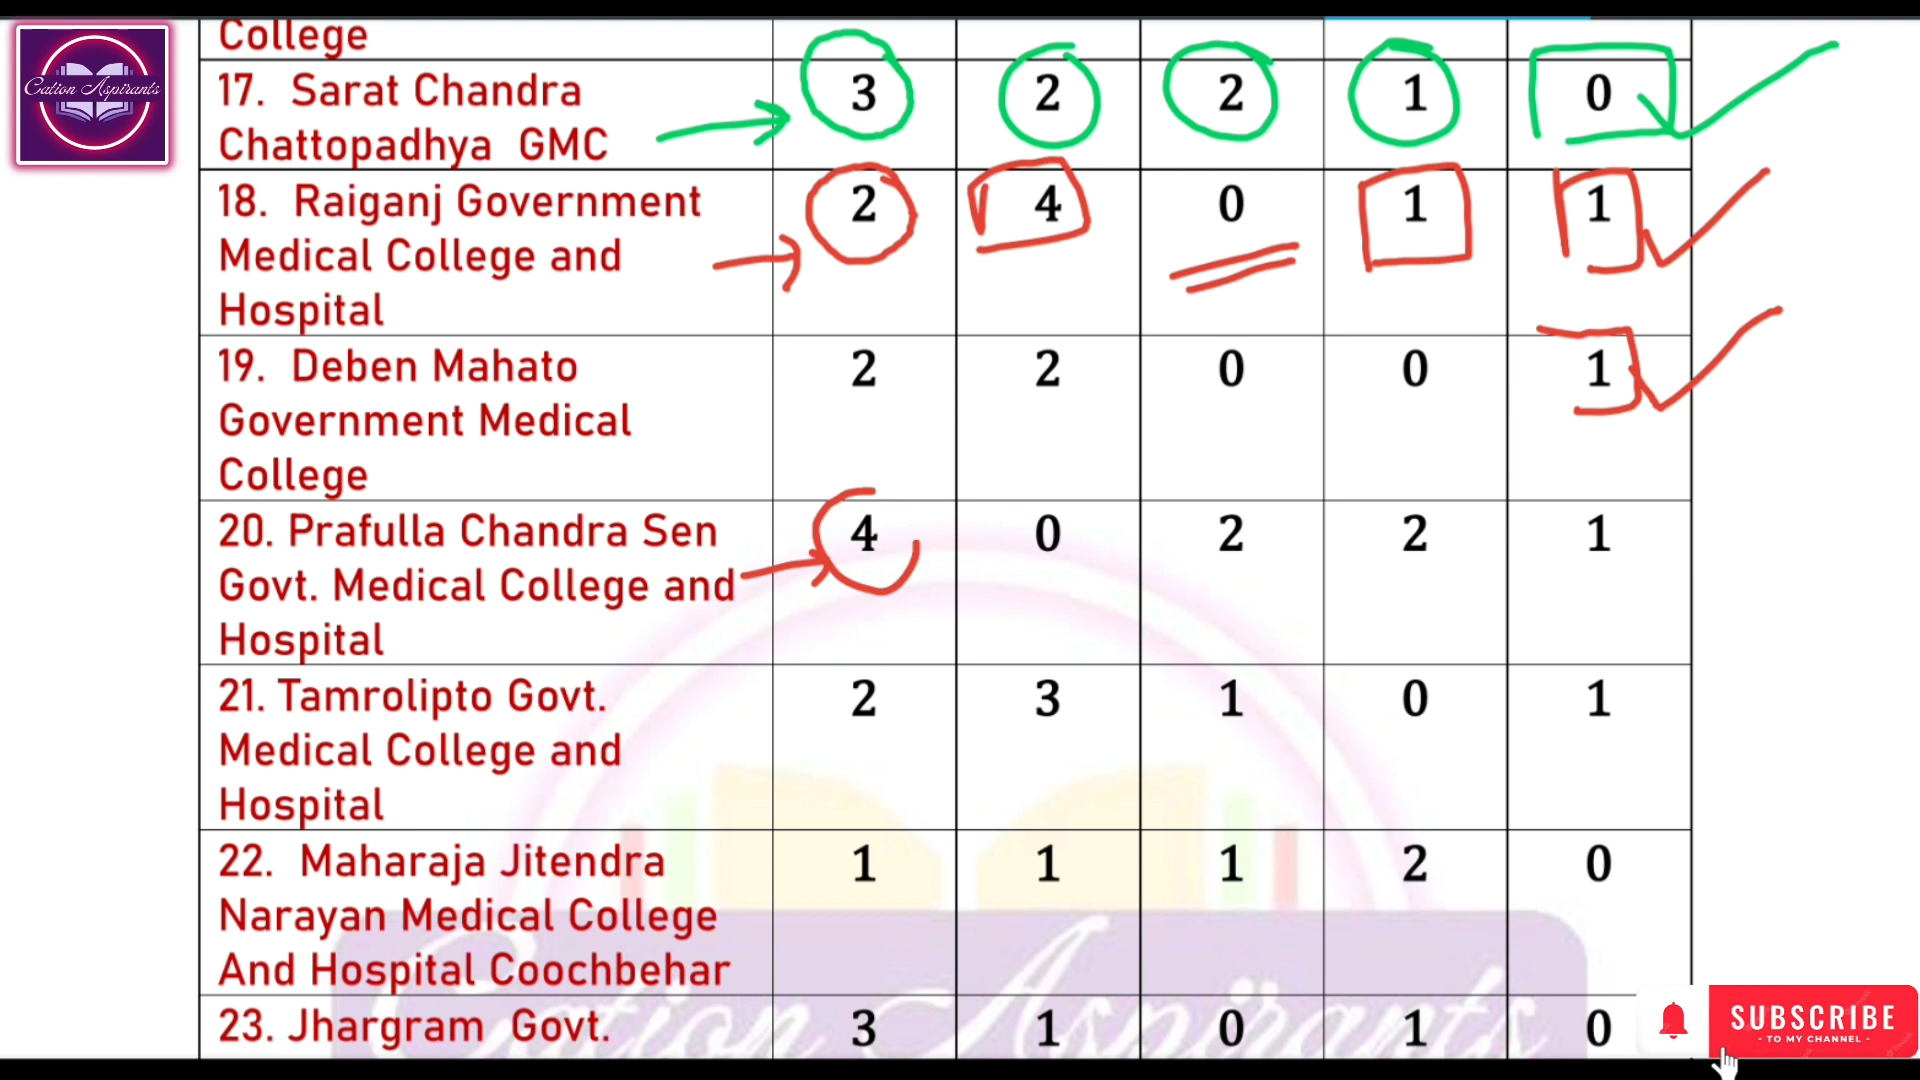 College
Cation Aspirants
17. Sarat Chandra
Chattopadhya GMC
3 2 2 1 0
18. Raiganj Government
Medical College and
Hospital
2 4 0 1 1
19. Deben Mahato
Government Medical
College
2 2 0 0 1
20. Prafulla Chandra Sen
Govt. Medical College and
Hospital
4 0 2 2 1
21. Tamrolipto Govt.
Medical College and
Hospital
2 3 1 0 1
22. Maharaja Jitendra
Narayan Medical College
And Hospital Coochbehar
1 1 1 2 0
23. Jhargram Govt.
3 1 0 1 0
Cation Aspirants
SUBSCRIBE
- TO MY CHANNEL -